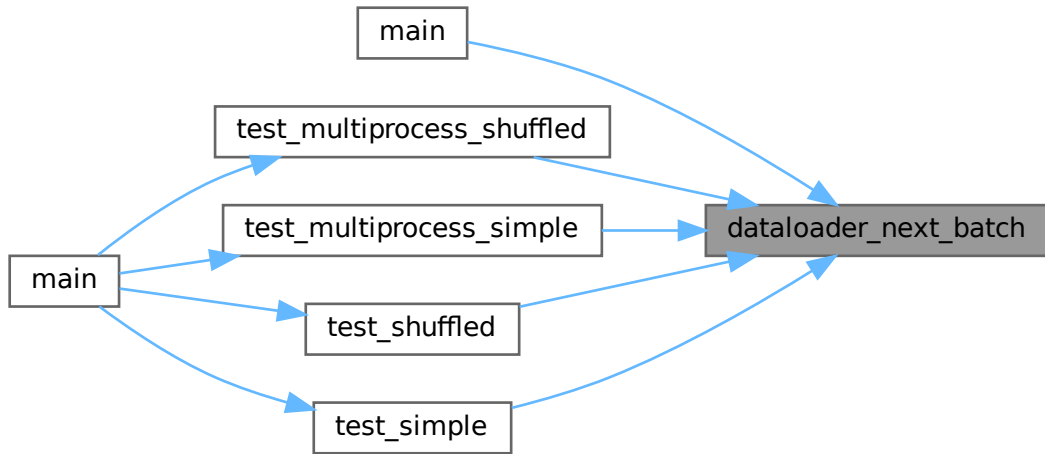 main
test_multiprocess_shuffled
test_multiprocess_simple
dataloader_next_batch
main
test_shuffled
test_simple